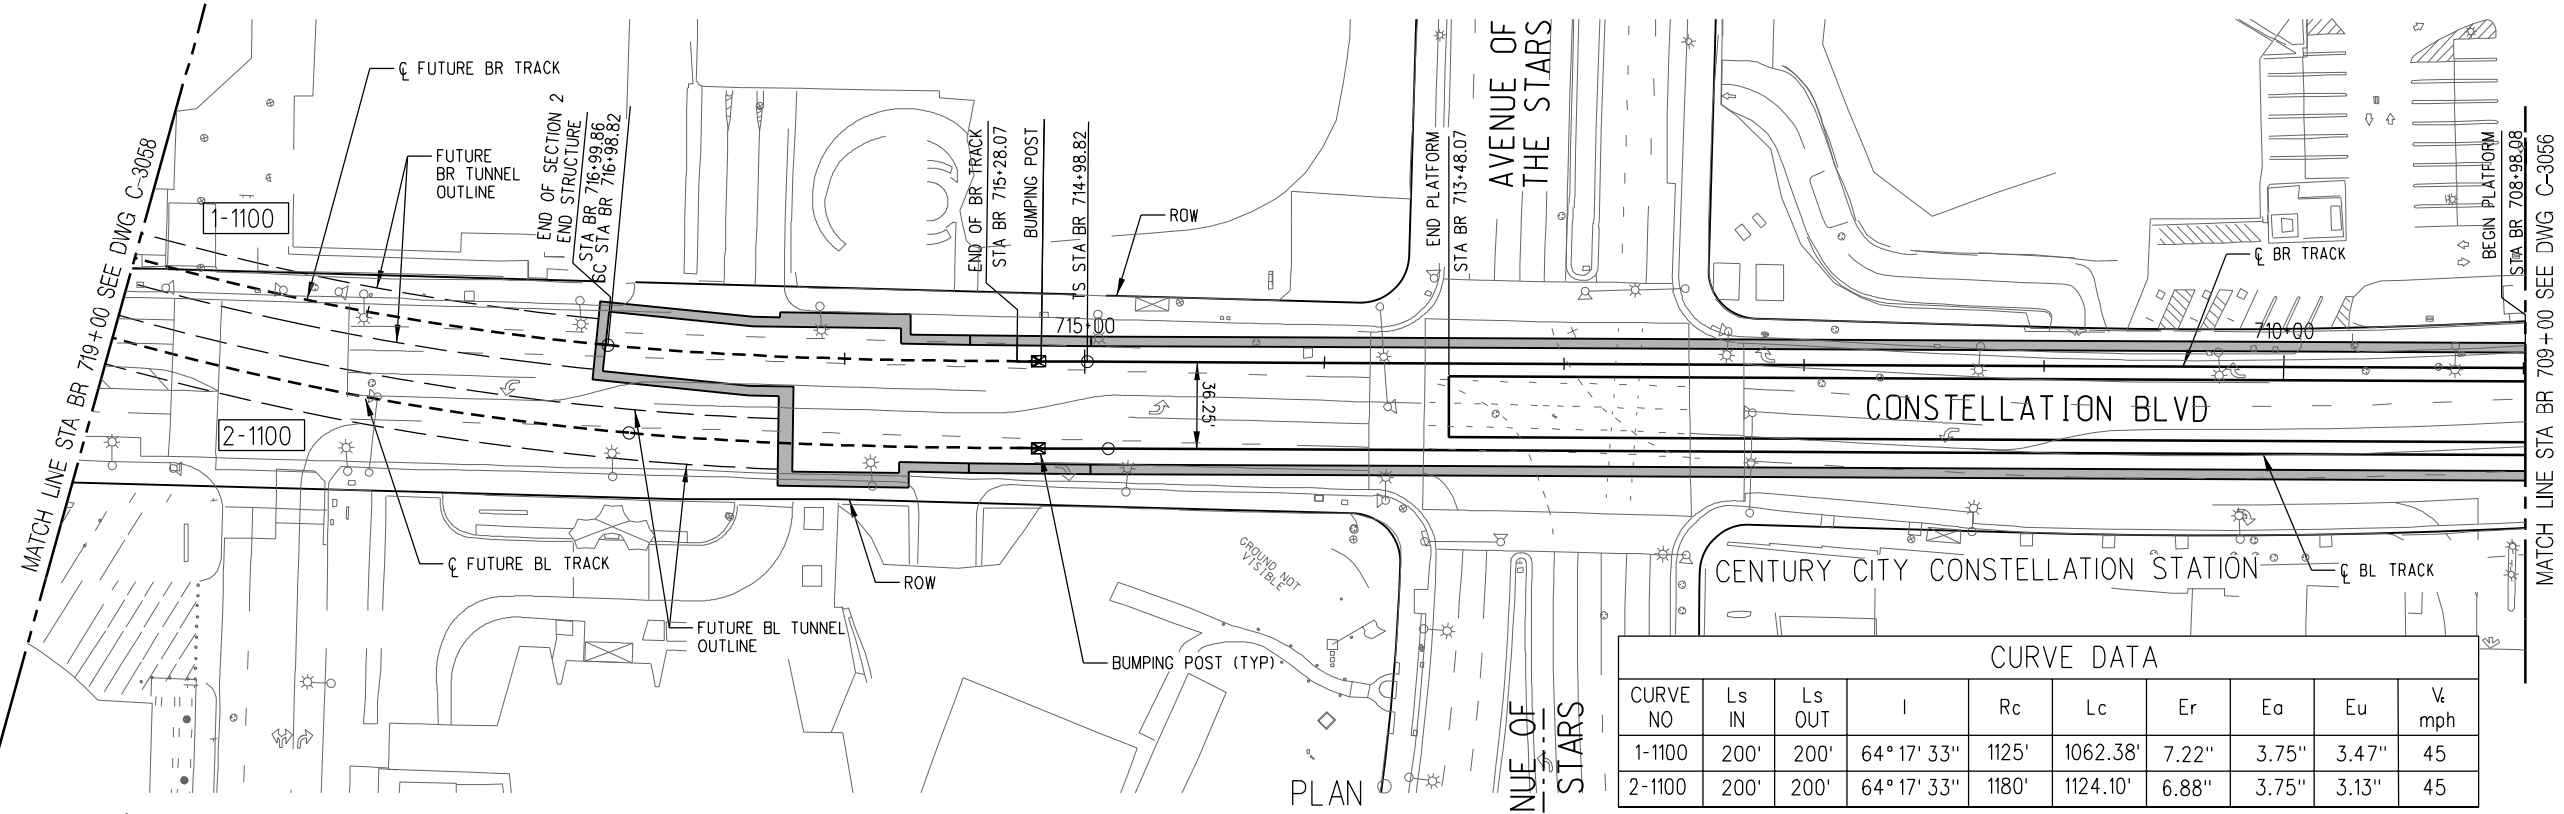 ℄ FUTURE BR TRACK
FUTURE
BR TUNNEL
OUTLINE
END OF SECTION 2
END STRUCTURE
STA BR 716+99.86
SC STA BR 716+98.82
END OF BR TRACK
STA BR 715+28.07
BUMPING POST
TS STA BR 714+98.82
ROW
END PLATFORM
STA BR 713+48.07
AVENUE OF
THE STARS
℄ BR TRACK
BEGIN PLATFORM
STA BR 708+98.08
MATCH LINE STA BR 709+00 SEE DWG C-3056
MATCH LINE STA BR 719+00 SEE DWG C-3058
1-1100
2-1100
715+00
710+00
36.25'
CONSTELLATION BLVD
℄ FUTURE BL TRACK
ROW
FUTURE BL TUNNEL
OUTLINE
BUMPING POST (TYP)
GROUND NOT
VISIBLE
CENTURY CITY CONSTELLATION STATION
℄ BL TRACK
NUE OF
STARS
PLAN
CURVE DATA
CURVE NO Ls IN Ls OUT I Rc Lc Er Ea Eu Vc mph
1-1100 200' 200' 64° 17' 33" 1125' 1062.38' 7.22" 3.75" 3.47" 45
2-1100 200' 200' 64° 17' 33" 1180' 1124.10' 6.88" 3.75" 3.13" 45